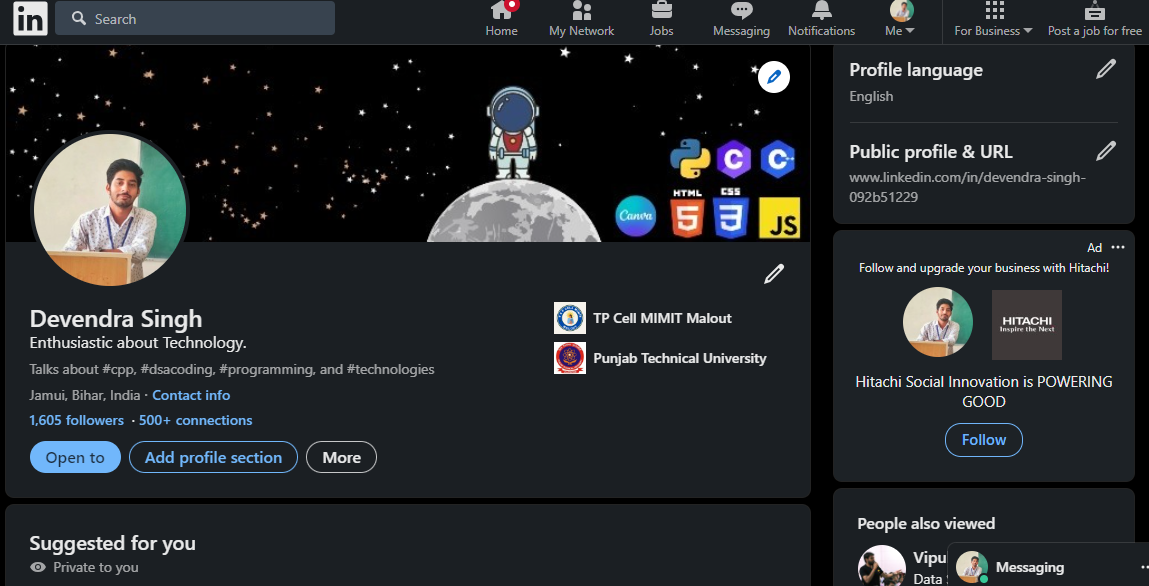 in
Search
Home
My Network
Jobs
Messaging
Notifications
Me
For Business
Post a job for free
C
C
HTML
CSS
Canva
5
3
JS
Devendra Singh
Enthusiastic about Technology.
Talks about #cpp, #dsacoding, #programming, and #technologies
Jamui, Bihar, India · Contact info
1,605 followers · 500+ connections
Open to
Add profile section
More
TP Cell MIMIT Malout
Punjab Technical University
Suggested for you
Private to you
Profile language
English
Public profile & URL
www.linkedin.com/in/devendra-singh-
092b51229
Ad
Follow and upgrade your business with Hitachi!
HITACHI
Inspire the Next
Hitachi Social Innovation is POWERING
GOOD
Follow
People also viewed
Vipu
Data
Messaging